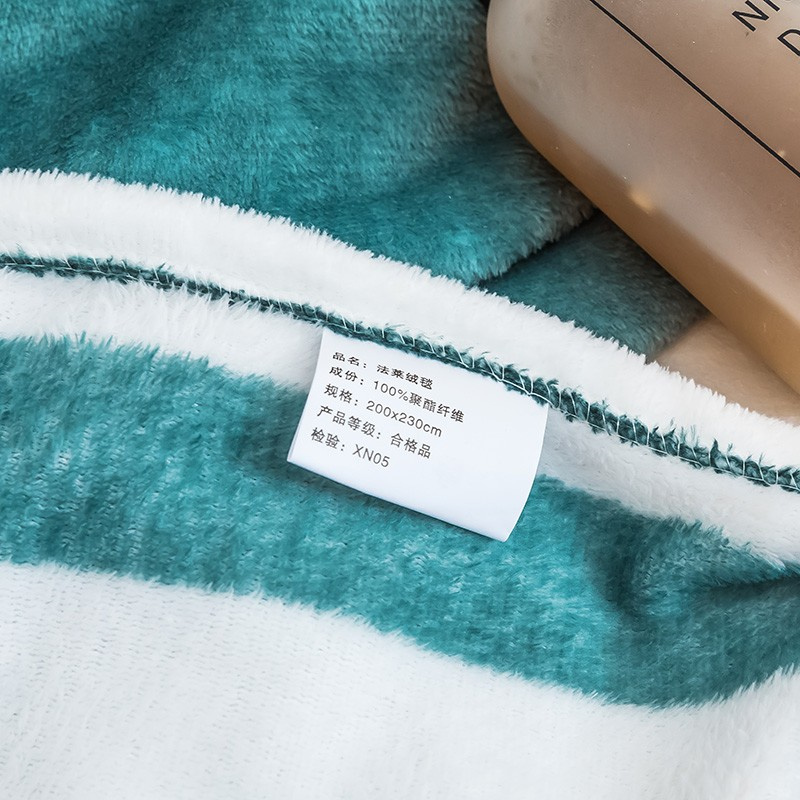 品名：法莱绒毯
成份：100%聚酯纤维
规格：200x230cm
产品等级：合格品
检验：XN05